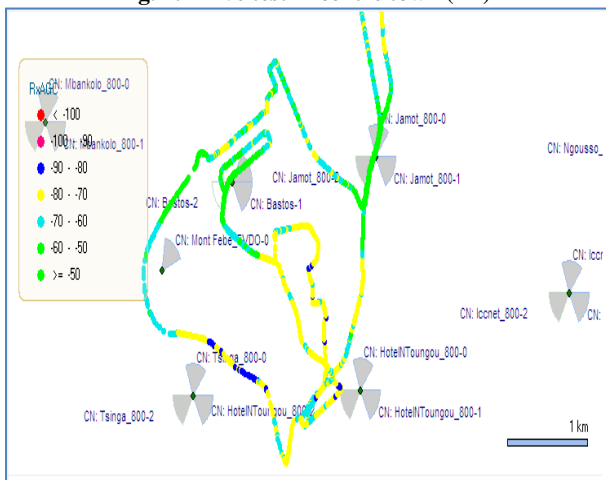 RxAGC
CN: Mbankolo_800-0
< -100
-100 - -90
CN: Mbankolo_800-1
-90 - -80
-80 - -70
-70 - -60
-60 - -50
>= -50
CN: Jamot_800-0
CN: Ngousso_
CN: Jamot_800-2
CN: Jamot_800-1
CN: Bastos-2
CN: Bastos-1
CN: Mont Febe_EVDO-0
CN: Iccnet_800-2
CN:
CN: Tsinga_800-0
CN: HotelNToungou_800-0
CN: Tsinga_800-2
CN: HotelNToungou_800-2
CN: HotelNToungou_800-1
1 km